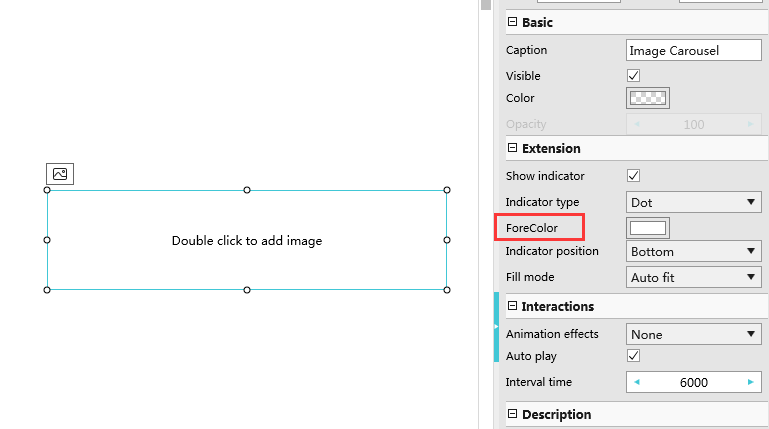 Basic
Caption Image Carousel
Visible
Color
Opacity 100
Extension
Show indicator
Indicator type Dot
ForeColor
Indicator position Bottom
Fill mode Auto fit
Interactions
Animation effects None
Auto play
Interval time 6000
Description
Double click to add image